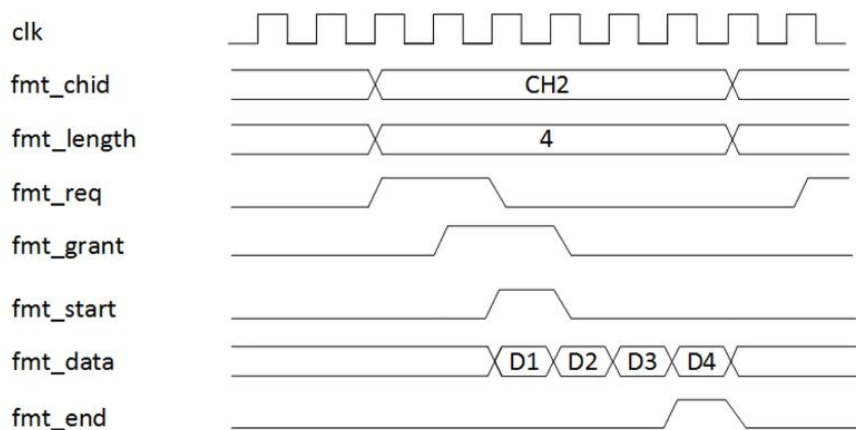 clk
fmt_chid CH2
fmt_length 4
fmt_req
fmt_grant
fmt_start
fmt_data D1 D2 D3 D4
fmt_end